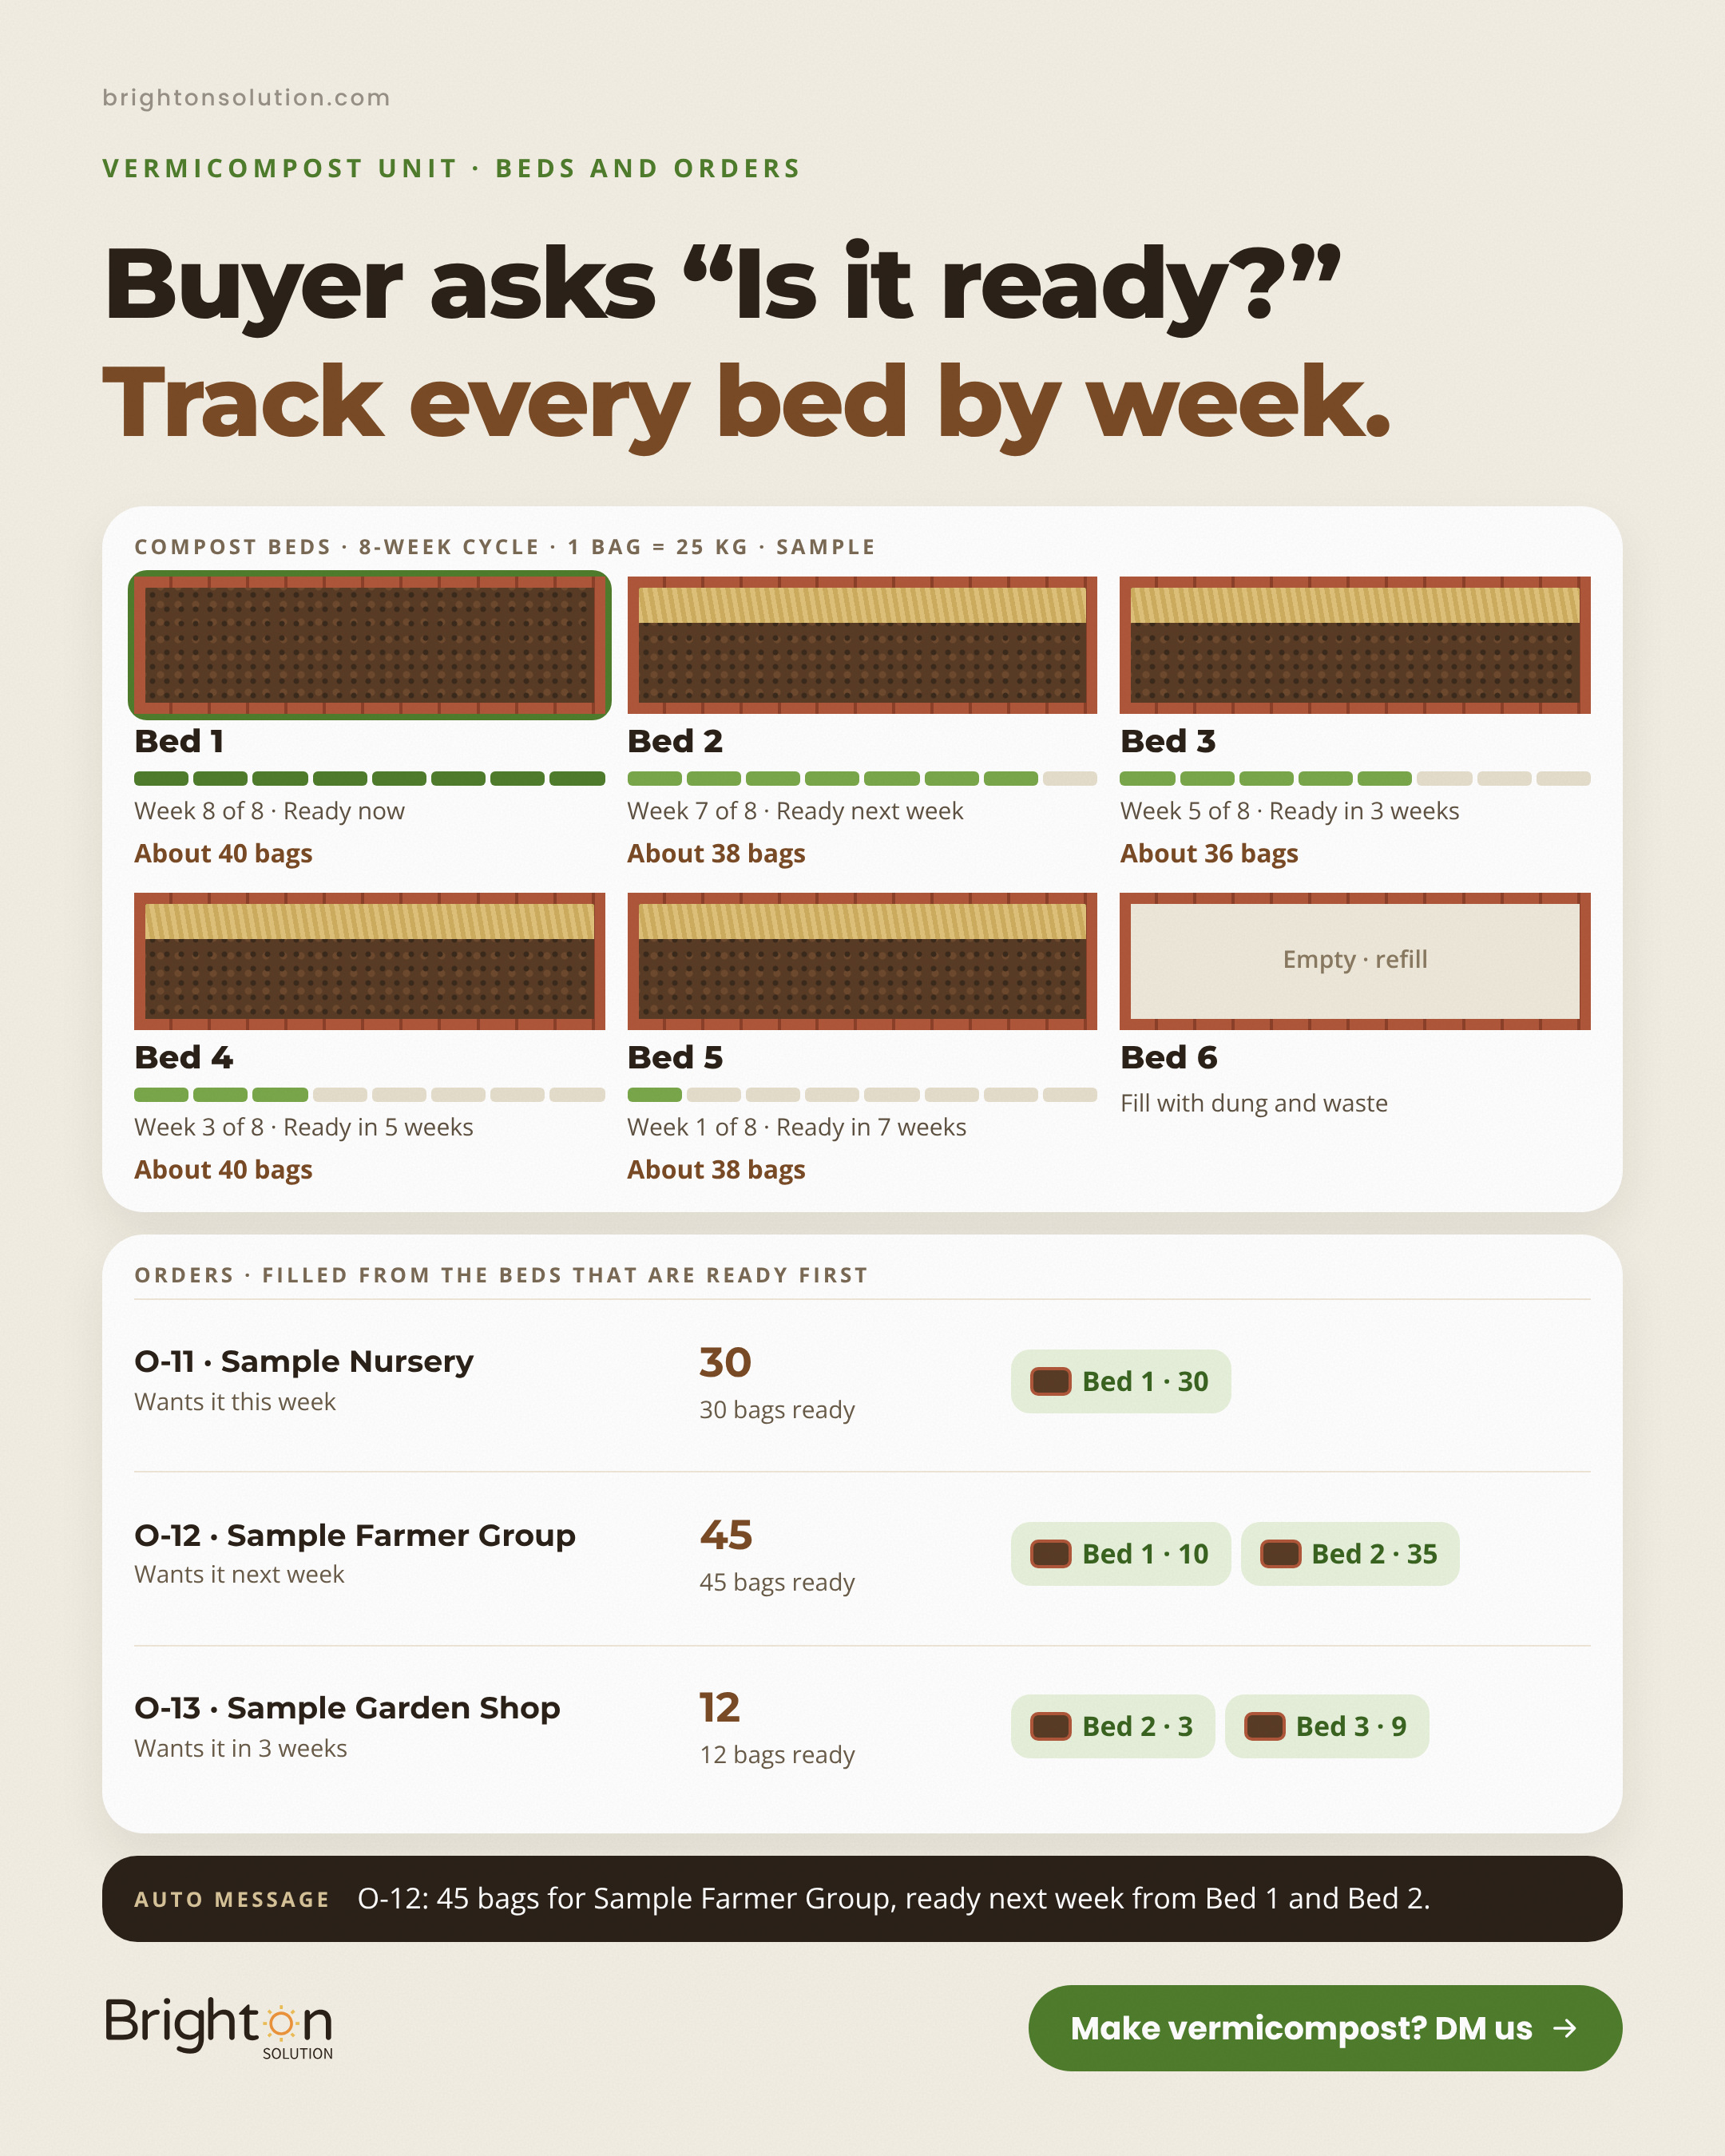 brightonsolution.com
VERMICOMPOST UNIT · BEDS AND ORDERS
Buyer asks “Is it ready?”
Track every bed by week.
COMPOST BEDS · 8-WEEK CYCLE · 1 BAG = 25 KG · SAMPLE
Bed 1
Week 8 of 8 · Ready now
About 40 bags
Bed 2
Week 7 of 8 · Ready next week
About 38 bags
Bed 3
Week 5 of 8 · Ready in 3 weeks
About 36 bags
Bed 4
Week 3 of 8 · Ready in 5 weeks
About 40 bags
Bed 5
Week 1 of 8 · Ready in 7 weeks
About 38 bags
Empty · refill
Bed 6
Fill with dung and waste
ORDERS · FILLED FROM THE BEDS THAT ARE READY FIRST
O-11 · Sample Nursery
Wants it this week
30
30 bags ready
Bed 1 · 30
O-12 · Sample Farmer Group
Wants it next week
45
45 bags ready
Bed 1 · 10
Bed 2 · 35
O-13 · Sample Garden Shop
Wants it in 3 weeks
12
12 bags ready
Bed 2 · 3
Bed 3 · 9
AUTO MESSAGE O-12: 45 bags for Sample Farmer Group, ready next week from Bed 1 and Bed 2.
Brighton
SOLUTION
Make vermicompost? DM us →